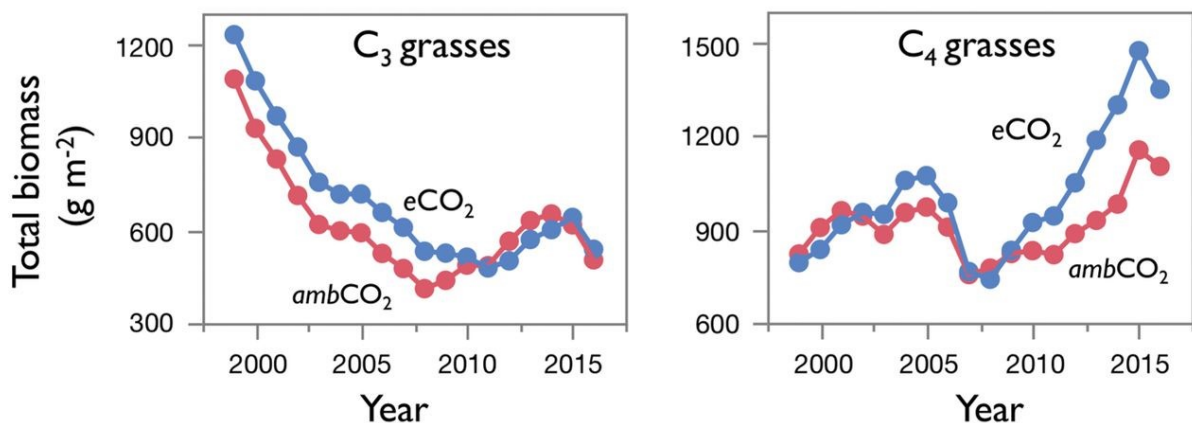 Total biomass
(g m⁻²)
C₃ grasses
1200
900
600
300
eCO₂
ambCO₂
2000 2005 2010 2015
Year
C₄ grasses
1500
1200
900
600
eCO₂
ambCO₂
2000 2005 2010 2015
Year